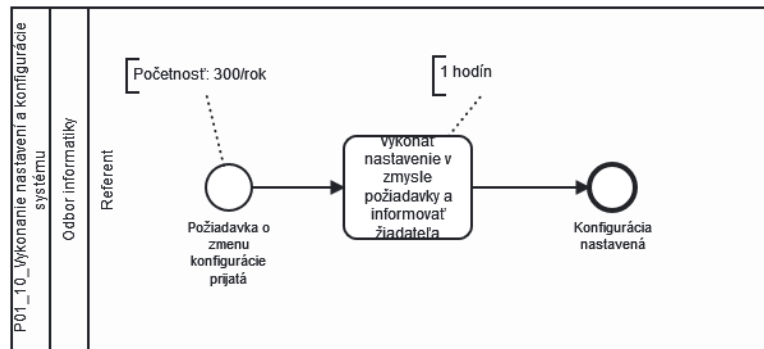 P01_10_Vykonanie nastavení a konfigurácie
systému
Odbor informatiky
Referent
Početnosť: 300/rok
1 hodín
Vykonať
nastavenie v
zmysle
požiadavky a
informovať
žiadateľa
Požiadavka o
zmenu
konfigurácie
prijatá
Konfigurácia
nastavená